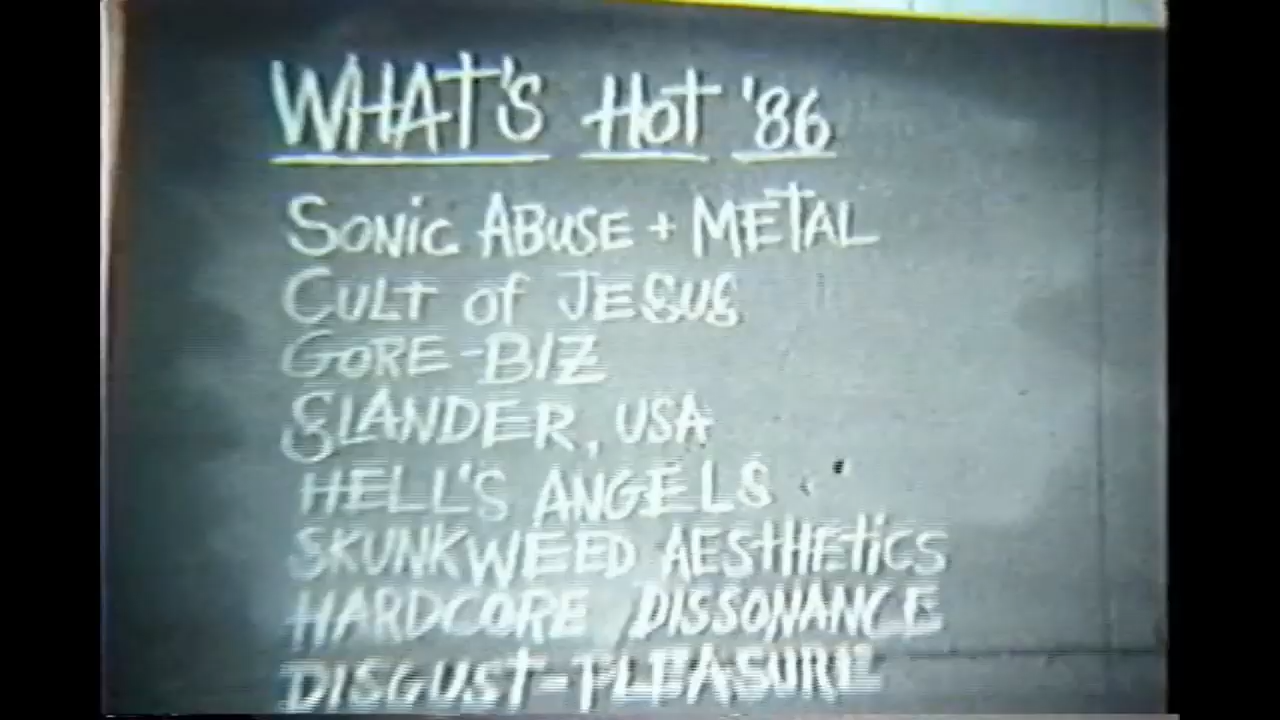 WHAT'S Hot '86
SONiC ABUSE + METAL
CULT of JESUS
GORE-BIZ
SLANDER, USA
HELL'S ANGELS
SKUNKWEED AESTHETiCS
HARDCORE DISSONANCE
DISGUST-PLEASURE